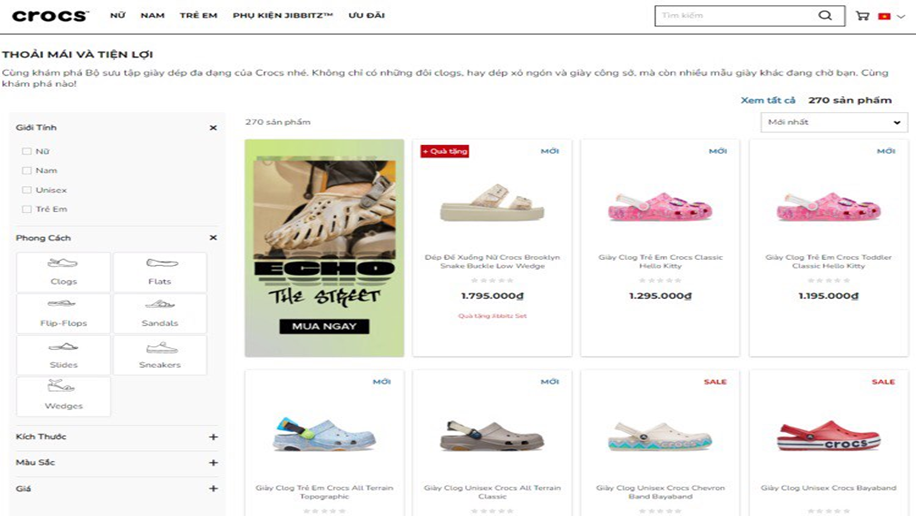 crocs™
NỮ NAM TRẺ EM PHỤ KIỆN JIBBITZ™ ƯU ĐÃI
Tìm kiếm
THOẢI MÁI VÀ TIỆN LỢI
Cùng khám phá Bộ sưu tập giày dép đa dạng của Crocs nhé. Không chỉ có những đôi clogs, hay dép xỏ ngón và giày công sở, mà còn nhiều mẫu giày khác đang chờ bạn. Cùng
khám phá nào!
Xem tất cả 270 sản phẩm
270 sản phẩm
Mới nhất
Giới Tính
Nữ
Nam
Unisex
Trẻ Em
Phong Cách
Clogs
Flats
Flip-Flops
Sandals
Slides
Sneakers
Wedges
Kích Thước
Màu Sắc
Giá
ECHO
THE STREET
MUA NGAY
+ Quà tặng
MỚI
Dép Đế Xuồng Nữ Crocs Brooklyn
Snake Buckle Low Wedge
1.795.000₫
Quà tặng Jibbitz Set
MỚI
Giày Clog Trẻ Em Crocs Classic
Hello Kitty
1.295.000₫
MỚI
Giày Clog Trẻ Em Crocs Toddler
Classic Hello Kitty
1.195.000₫
MỚI
Giày Clog Trẻ Em Crocs All Terrain
Topographic
MỚI
Giày Clog Unisex Crocs All Terrain
Classic
SALE
Giày Clog Unisex Crocs Chevron
Band Bayaband
SALE
crocs
Giày Clog Unisex Crocs Bayaband